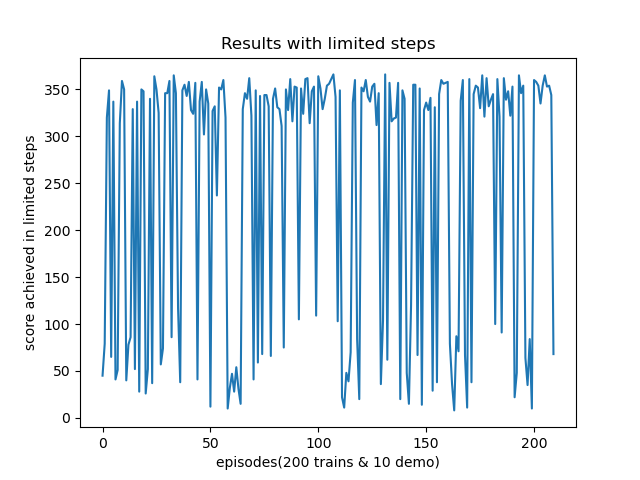 Results with limited steps
score achieved in limited steps
350
300
250
200
150
100
50
0
0 50 100 150 200
episodes(200 trains & 10 demo)